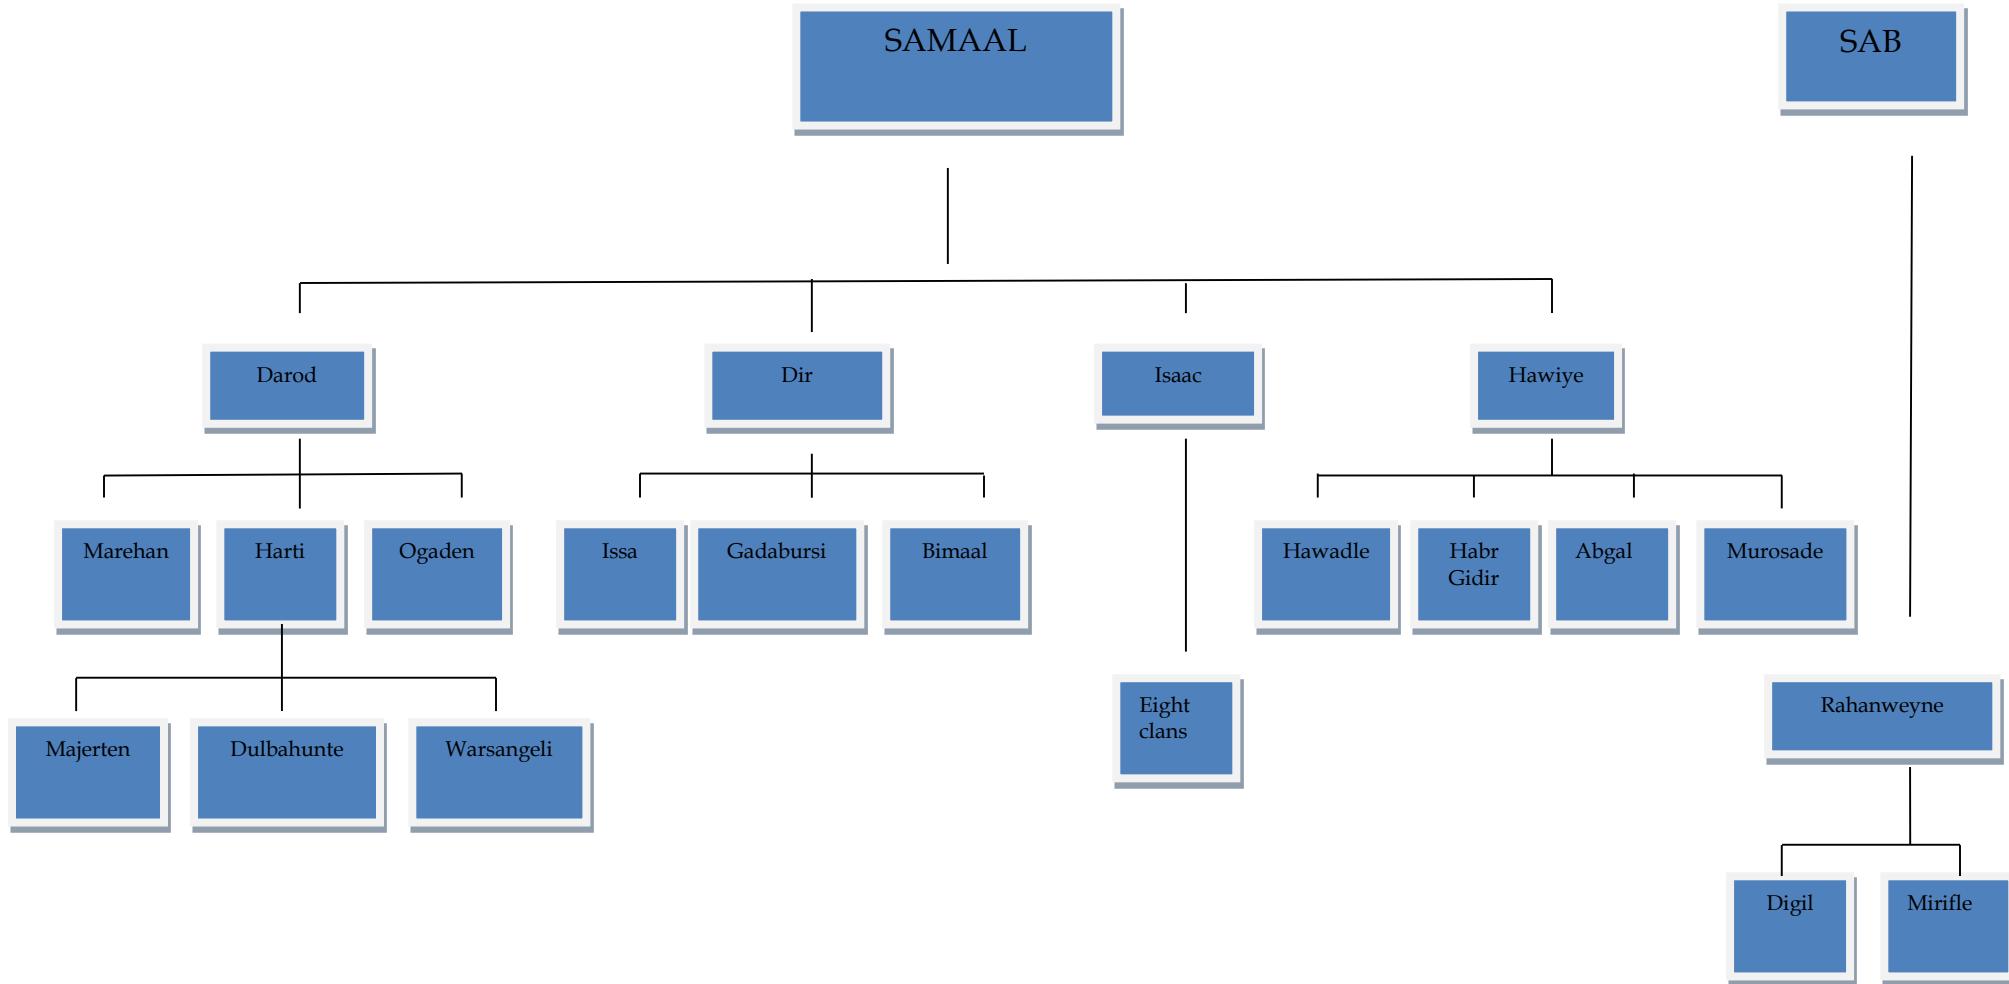 SAMAAL
SAB
Darod
Dir
Isaac
Hawiye
Marehan
Harti
Ogaden
Issa
Gadabursi
Bimaal
Hawadle
Habr
Gidir
Abgal
Murosade
Eight
clans
Rahanweyne
Majerten
Dulbahunte
Warsangeli
Digil
Mirifle